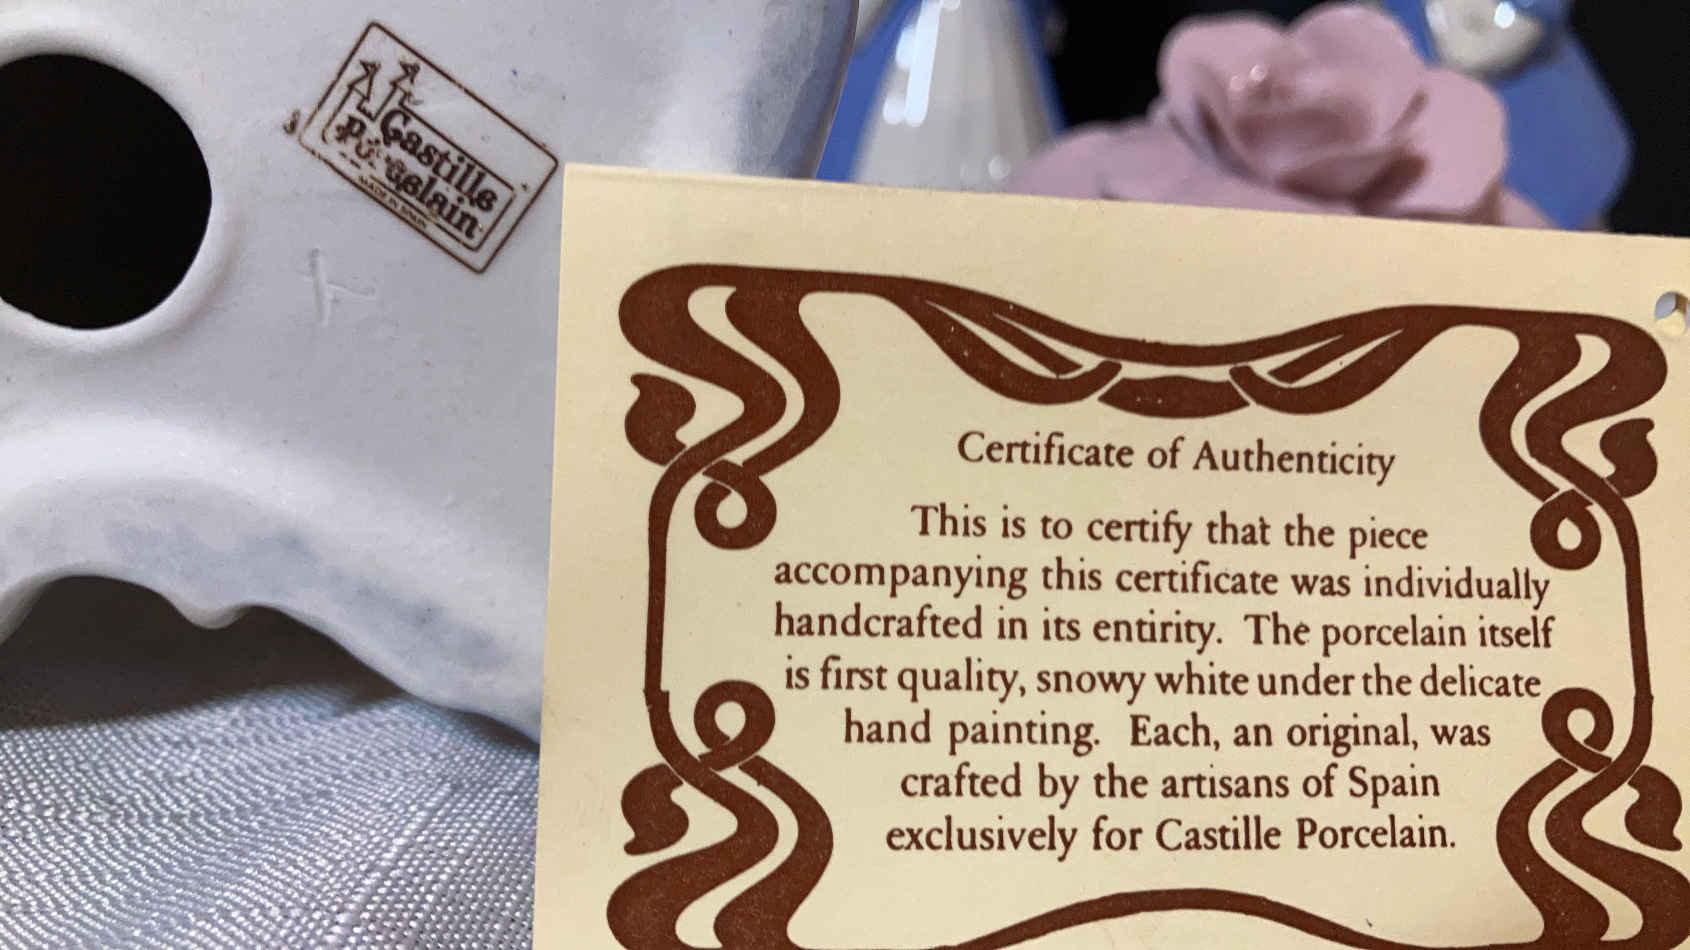 Castille
Porcelain
MADE IN SPAIN
Certificate of Authenticity
This is to certify that the piece
accompanying this certificate was individually
handcrafted in its entirity. The porcelain itself
is first quality, snowy white under the delicate
hand painting. Each, an original, was
crafted by the artisans of Spain
exclusively for Castille Porcelain.